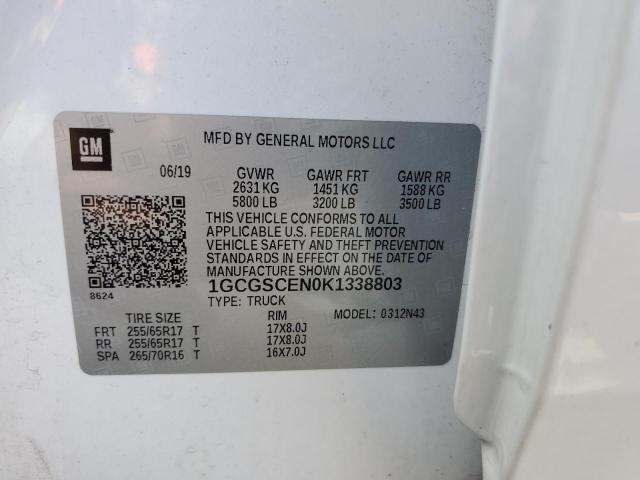 GM
MFD BY GENERAL MOTORS LLC
06/19 GVWR GAWR FRT GAWR RR
2631 KG 1451 KG 1588 KG
5800 LB 3200 LB 3500 LB
THIS VEHICLE CONFORMS TO ALL
APPLICABLE U.S. FEDERAL MOTOR
VEHICLE SAFETY AND THEFT PREVENTION
STANDARDS IN EFFECT ON THE DATE OF
MANUFACTURE SHOWN ABOVE.
8624
1GCGSCEN0K1338803
TYPE: TRUCK
TIRE SIZE RIM MODEL: 0312N43
FRT 255/65R17 T 17X8.0J
RR 255/65R17 T 17X8.0J
SPA 265/70R16 T 16X7.0J